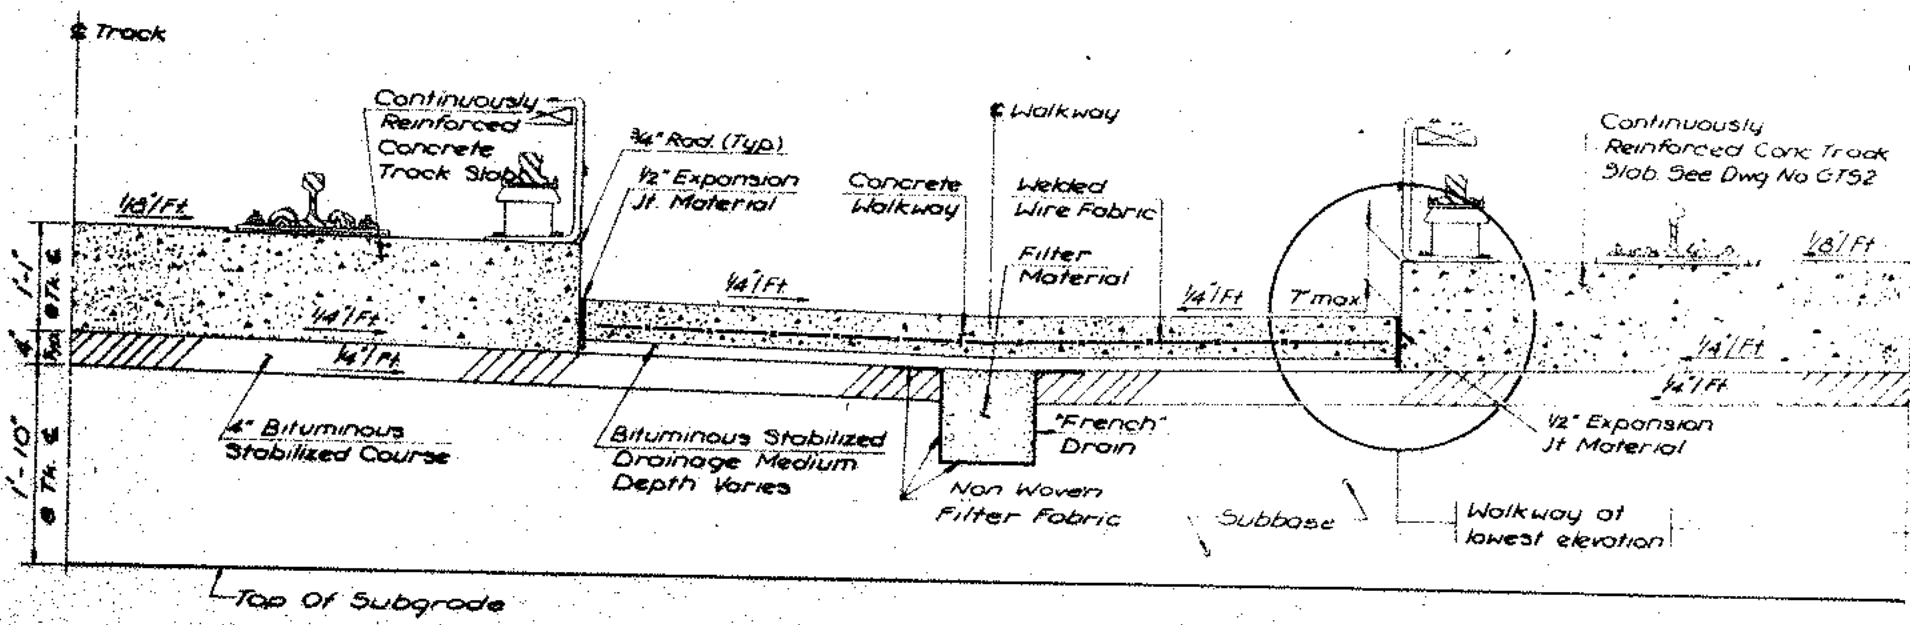 ℄ Track
Continuously
Reinforced
Concrete
Track Slab
3/4" Rad. (Typ.)
1/2" Expansion
Jt. Material
Concrete
Walkway
℄ Walkway
Welded
Wire Fabric
Filter
Material
Continuously
Reinforced Conc Track
Slab. See Dwg No GTS2
1/8"/Ft
1/4"/Ft
1/4"/Ft
7" max.
1/8"/Ft
1'-1"
@ Tk. ℄
1/4"/Ft
1/4"/Ft
4"
1/4"/Ft
1/4"/Ft
1'-10"
@ Tk. ℄
4" Bituminous
Stabilized Course
Bituminous Stabilized
Drainage Medium
Depth Varies
"French"
Drain
Non Woven
Filter Fabric
Subbase
1/2" Expansion
Jt Material
Walkway at
lowest elevation
Top Of Subgrade